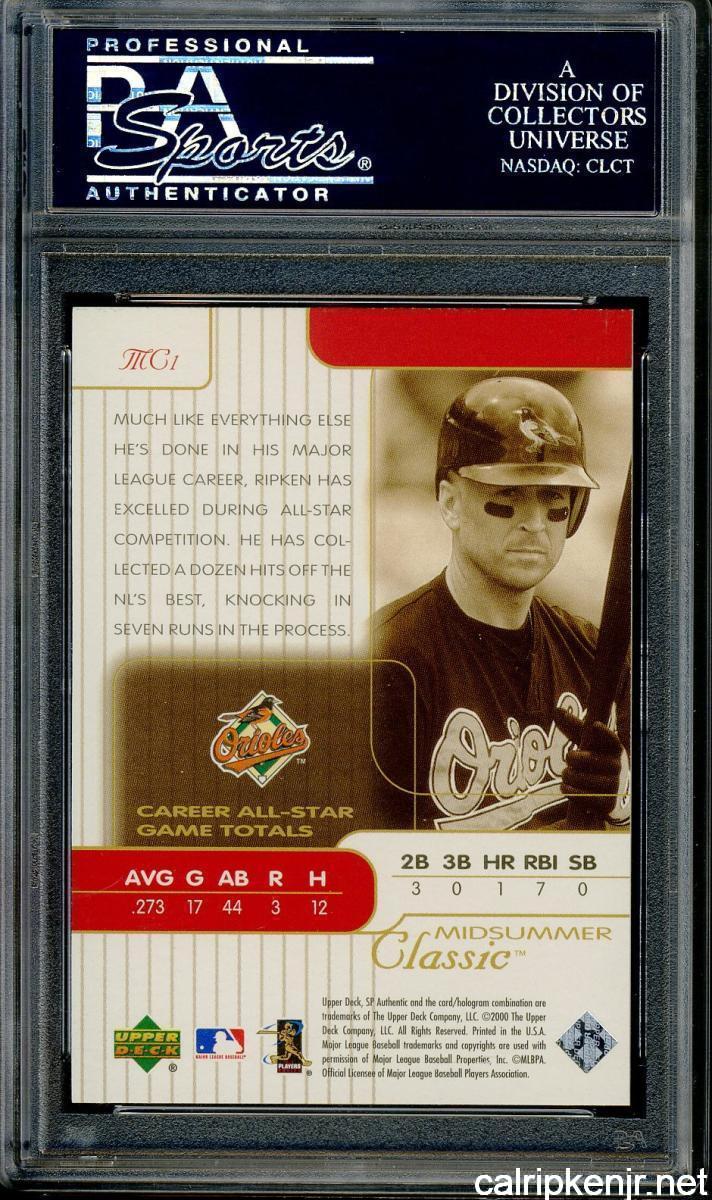 PROFESSIONAL
PSA
Sports®
AUTHENTICATOR
A
DIVISION OF
COLLECTORS
UNIVERSE
NASDAQ: CLCT
MC1
MUCH LIKE EVERYTHING ELSE
HE'S DONE IN HIS MAJOR
LEAGUE CAREER, RIPKEN HAS
EXCELLED DURING ALL-STAR
COMPETITION. HE HAS COL-
LECTED A DOZEN HITS OFF THE
NL'S BEST, KNOCKING IN
SEVEN RUNS IN THE PROCESS.
Orioles™
CAREER ALL-STAR
GAME TOTALS
AVG G AB R H
.273 17 44 3 12
2B 3B HR RBI SB
3 0 1 7 0
MIDSUMMER
Classic™
Upper Deck, SP Authentic and the card/hologram combination are
trademarks of The Upper Deck Company, LLC. ©2000 The Upper
Deck Company, LLC. All Rights Reserved. Printed in the U.S.A.
Major League Baseball trademarks and copyrights are used with
permission of Major League Baseball Properties, Inc. ©MLBPA.
Official Licensee of Major League Baseball Players Association.
UPPER
DECK®
MAJOR LEAGUE BASEBALL
PLAYERS
calripkenjr.net